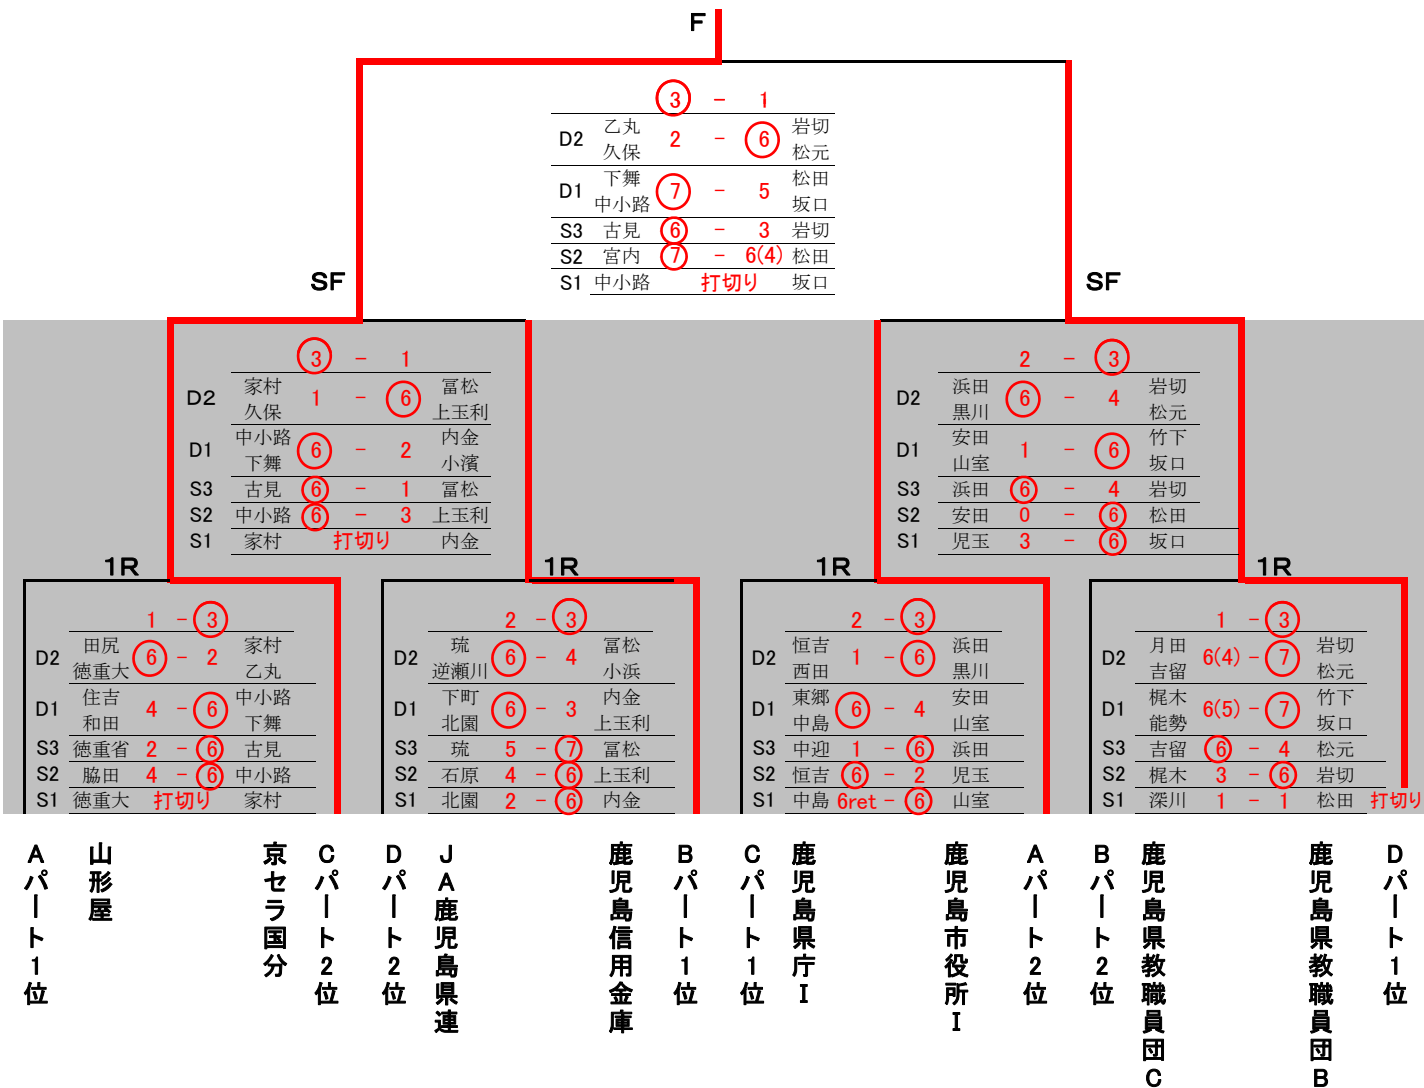 F
3 - 1
D2 乙丸 久保 2 - 6 岩切 松元
D1 下舞 中小路 7 - 5 松田 坂口
S3 古見 6 - 3 岩切
S2 宮内 7 - 6(4) 松田
S1 中小路 打切り 坂口
SF
SF
3 - 1
D2 家村 久保 1 - 6 冨松 上玉利
D1 中小路 下舞 6 - 2 内金 小濱
S3 古見 6 - 1 冨松
S2 中小路 6 - 3 上玉利
S1 家村 打切り 内金
2 - 3
D2 浜田 黒川 6 - 4 岩切 松元
D1 安田 山室 1 - 6 竹下 坂口
S3 浜田 6 - 4 岩切
S2 安田 0 - 6 松田
S1 児玉 3 - 6 坂口
1R
1R
1R
1R
1 - 3
D2 田尻 徳重大 6 - 2 家村 乙丸
D1 住吉 和田 4 - 6 中小路 下舞
S3 徳重省 2 - 6 古見
S2 脇田 4 - 6 中小路
S1 徳重大 打切り 家村
2 - 3
D2 琉 逆瀬川 6 - 4 冨松 小浜
D1 下町 北園 6 - 3 内金 上玉利
S3 琉 5 - 7 冨松
S2 石原 4 - 6 上玉利
S1 北園 2 - 6 内金
2 - 3
D2 恒吉 西田 1 - 6 浜田 黒川
D1 東郷 中島 6 - 4 安田 山室
S3 中迎 1 - 6 浜田
S2 恒吉 6 - 2 児玉
S1 中島 6ret - 6 山室
1 - 3
D2 月田 吉留 6(4) - 7 岩切 松元
D1 梶木 能勢 6(5) - 7 竹下 坂口
S3 吉留 6 - 4 松元
S2 梶木 3 - 6 岩切
S1 深川 1 - 1 松田 打切り
Aパート1位
山形屋
京セラ国分
Cパート2位
Dパート2位
JA鹿児島県連
鹿児島信用金庫
Bパート1位
Cパート1位
鹿児島県庁I
鹿児島市役所I
Aパート2位
Bパート2位
鹿児島県教職員団C
鹿児島県教職員団B
Dパート1位